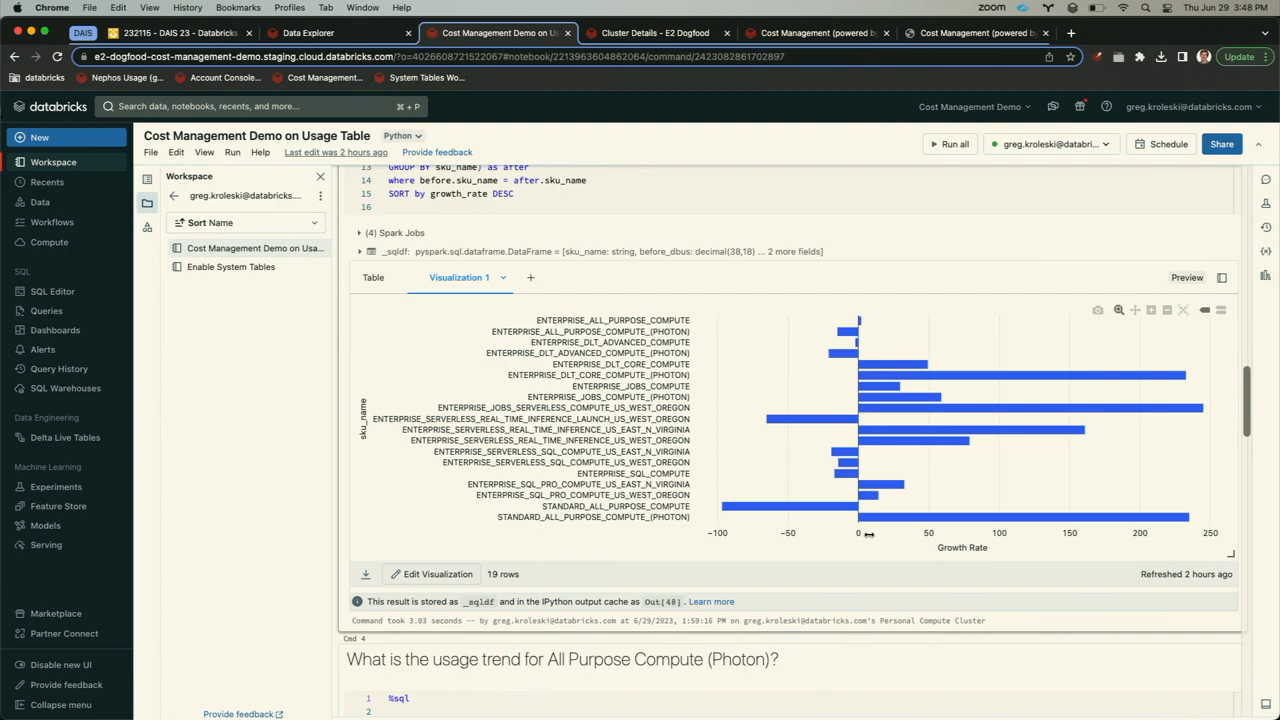 Chrome File Edit View History Bookmarks Profiles Tab Window Help zoom Thu Jun 29 3:48 PM
DAIS 232115 - DAIS 23 - Databricks Data Explorer Cost Management Demo on Us Cluster Details - E2 Dogfood Cost Management (powered by Cost Management (powered b
e2-dogfood-cost-management-demo.staging.cloud.databricks.com/?o=4026608721522067#notebook/2213963604862064/command/2423082861702897 Update
databricks Nephos Usage (g... Account Console... Cost Management... System Tables Wo...
databricks Search data, notebooks, recents, and more... ⌘ + P Cost Management Demo greg.kroleski@databricks.com
New
Workspace
Recents
Data
Workflows
Compute
SQL
SQL Editor
Queries
Dashboards
Alerts
Query History
SQL Warehouses
Data Engineering
Delta Live Tables
Machine Learning
Experiments
Feature Store
Models
Serving
Marketplace
Partner Connect
Disable new UI
Provide feedback
Collapse menu
Cost Management Demo on Usage Table Python
File Edit View Run Help Last edit was 2 hours ago Provide feedback
Run all greg.kroleski@databri... Schedule Share
Workspace
greg.kroleski@databricks....
Sort Name
Cost Management Demo on Usa...
Enable System Tables
Provide feedback
13 GROUP BY sku_name) as after
14 where before.sku_name = after.sku_name
15 SORT by growth_rate DESC
16
(4) Spark Jobs
_sqldf: pyspark.sql.dataframe.DataFrame = [sku_name: string, before_dbus: decimal(38,18) ... 2 more fields]
Table Visualization 1 + Preview
sku_name
ENTERPRISE_ALL_PURPOSE_COMPUTE
ENTERPRISE_ALL_PURPOSE_COMPUTE_(PHOTON)
ENTERPRISE_DLT_ADVANCED_COMPUTE
ENTERPRISE_DLT_ADVANCED_COMPUTE_(PHOTON)
ENTERPRISE_DLT_CORE_COMPUTE
ENTERPRISE_DLT_CORE_COMPUTE_(PHOTON)
ENTERPRISE_JOBS_COMPUTE
ENTERPRISE_JOBS_COMPUTE_(PHOTON)
ENTERPRISE_JOBS_SERVERLESS_COMPUTE_US_WEST_OREGON
ENTERPRISE_SERVERLESS_REAL_TIME_INFERENCE_LAUNCH_US_WEST_OREGON
ENTERPRISE_SERVERLESS_REAL_TIME_INFERENCE_US_EAST_N_VIRGINIA
ENTERPRISE_SERVERLESS_REAL_TIME_INFERENCE_US_WEST_OREGON
ENTERPRISE_SERVERLESS_SQL_COMPUTE_US_EAST_N_VIRGINIA
ENTERPRISE_SERVERLESS_SQL_COMPUTE_US_WEST_OREGON
ENTERPRISE_SQL_COMPUTE
ENTERPRISE_SQL_PRO_COMPUTE_US_EAST_N_VIRGINIA
ENTERPRISE_SQL_PRO_COMPUTE_US_WEST_OREGON
STANDARD_ALL_PURPOSE_COMPUTE
STANDARD_ALL_PURPOSE_COMPUTE_(PHOTON)
−100 −50 0 50 100 150 200 250
Growth Rate
Edit Visualization 19 rows Refreshed 2 hours ago
This result is stored as _sqldf and in the IPython output cache as Out[48]. Learn more
Command took 3.03 seconds -- by greg.kroleski@databricks.com at 6/29/2023, 1:59:16 PM on greg.kroleski@databricks.com's Personal Compute Cluster
Cmd 4
What is the usage trend for All Purpose Compute (Photon)?
1 %sql
2